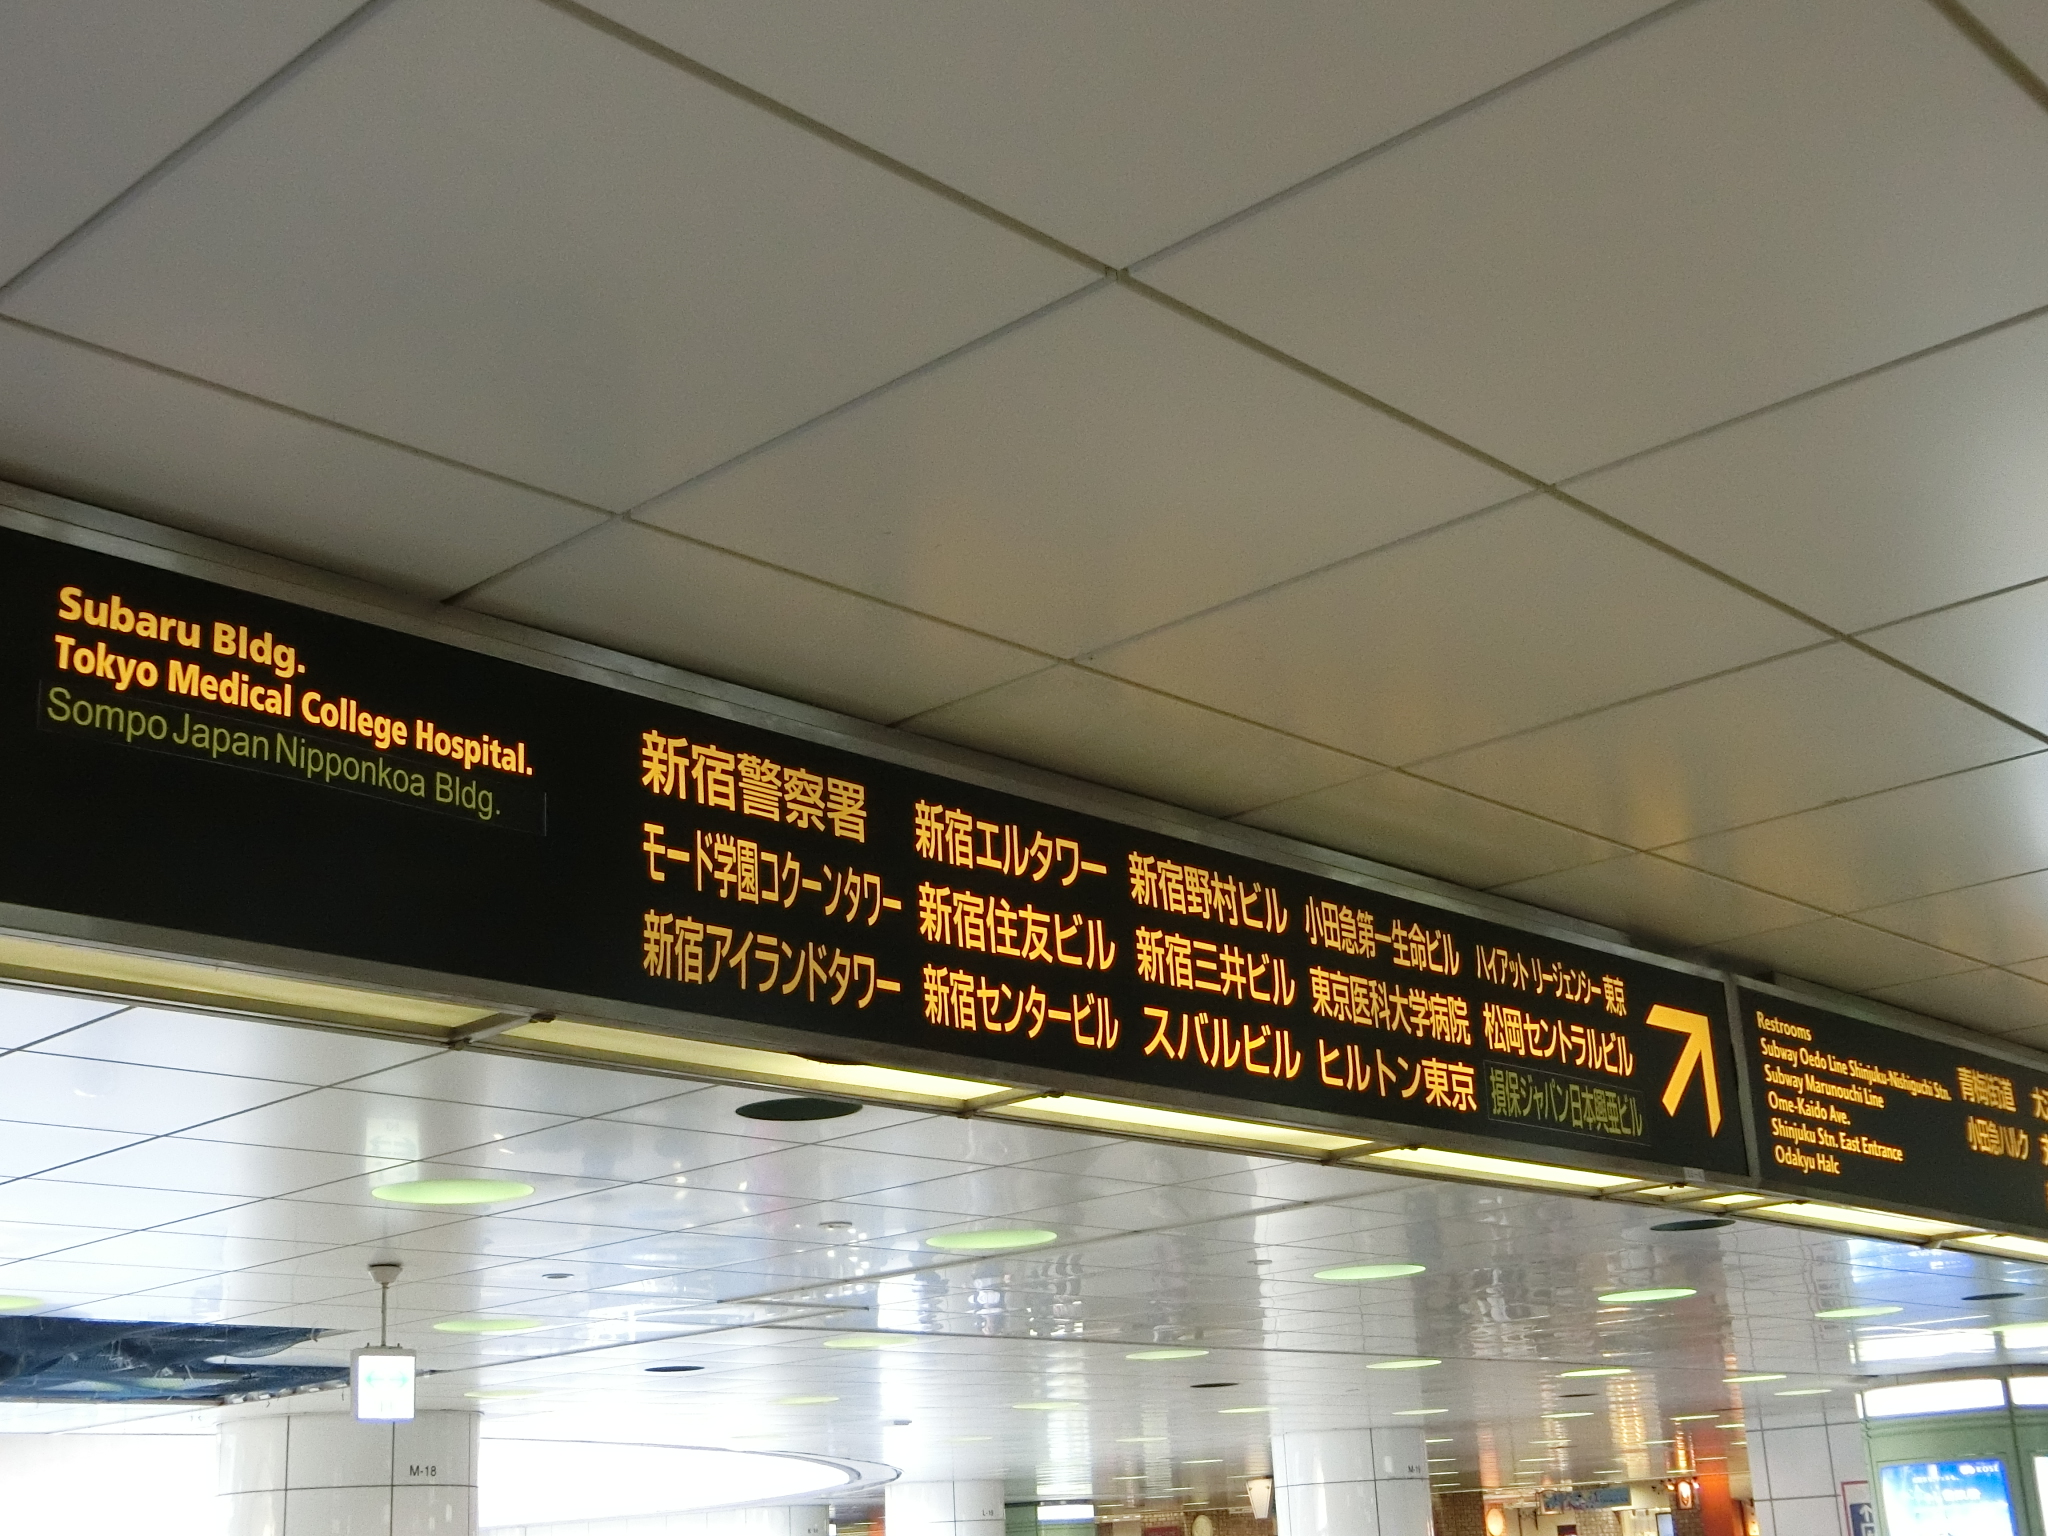 Subaru Bldg.
Tokyo Medical College Hospital.
Sompo Japan Nipponkoa Bldg.
新宿警察署
モード学園コクーンタワー
新宿アイランドタワー
新宿エルタワー
新宿住友ビル
新宿センタービル
新宿野村ビル
新宿三井ビル
スバルビル
小田急第一生命ビル
東京医科大学病院
ヒルトン東京
ハイアット リージェンシー 東京
松岡セントラルビル
損保ジャパン日本興亜ビル
Restrooms
Subway Oedo Line Shinjuku-Nishiguchi Stn.
Subway Marunouchi Line
Ome-Kaido Ave.
Shinjuku Stn. East Entrance
Odakyu Halc
青梅街道
小田急ハルク
M-18